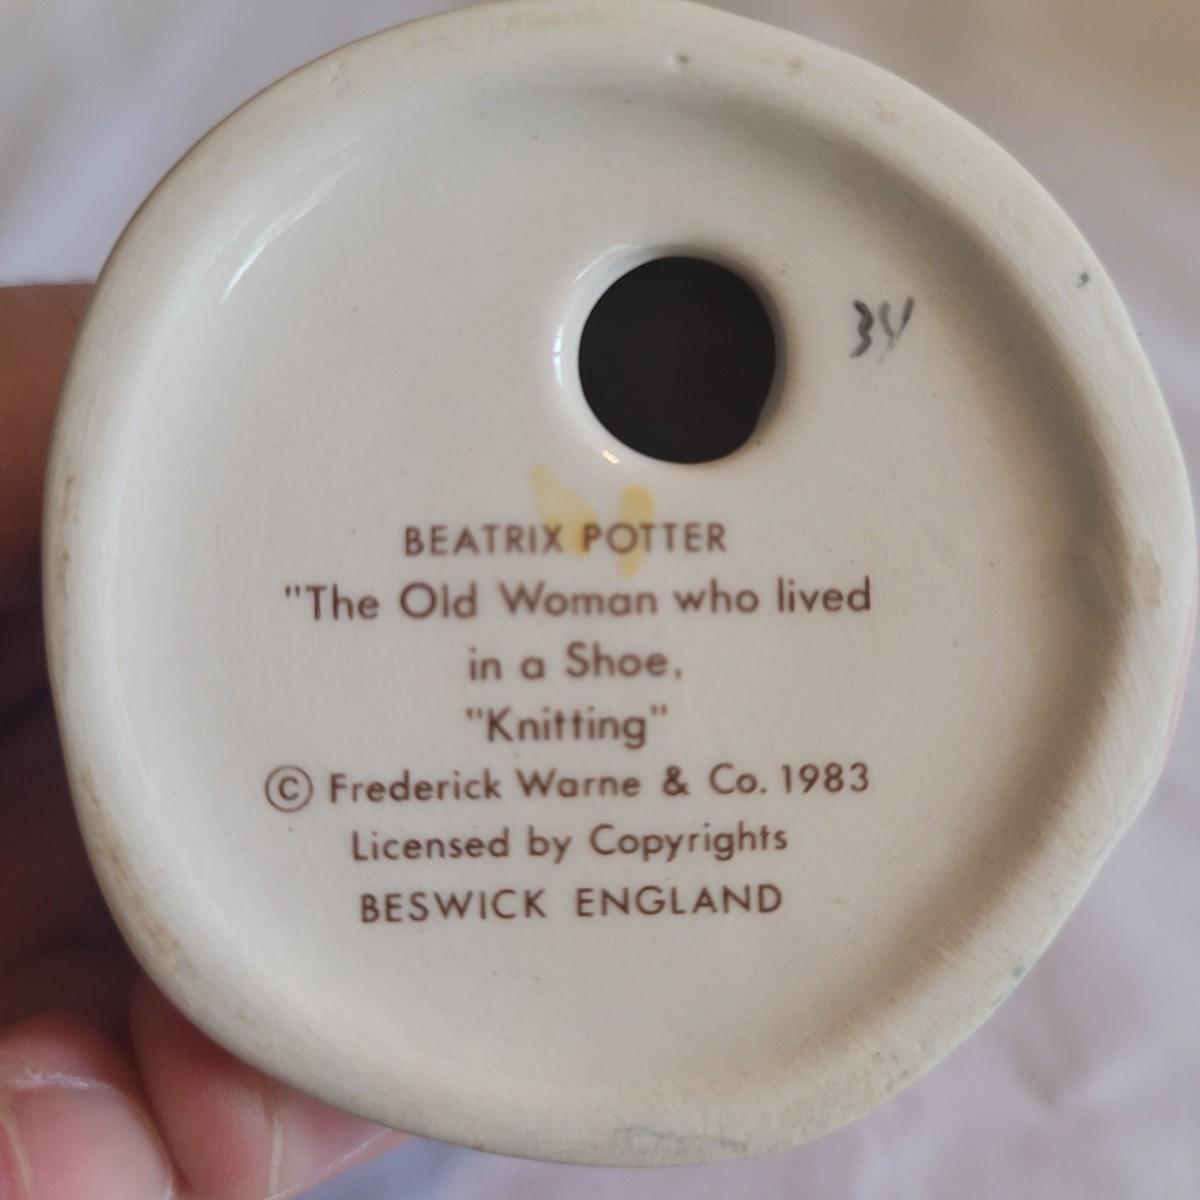 34
BEATRIX POTTER
"The Old Woman who lived
in a Shoe,
"Knitting"
© Frederick Warne & Co. 1983
Licensed by Copyrights
BESWICK ENGLAND